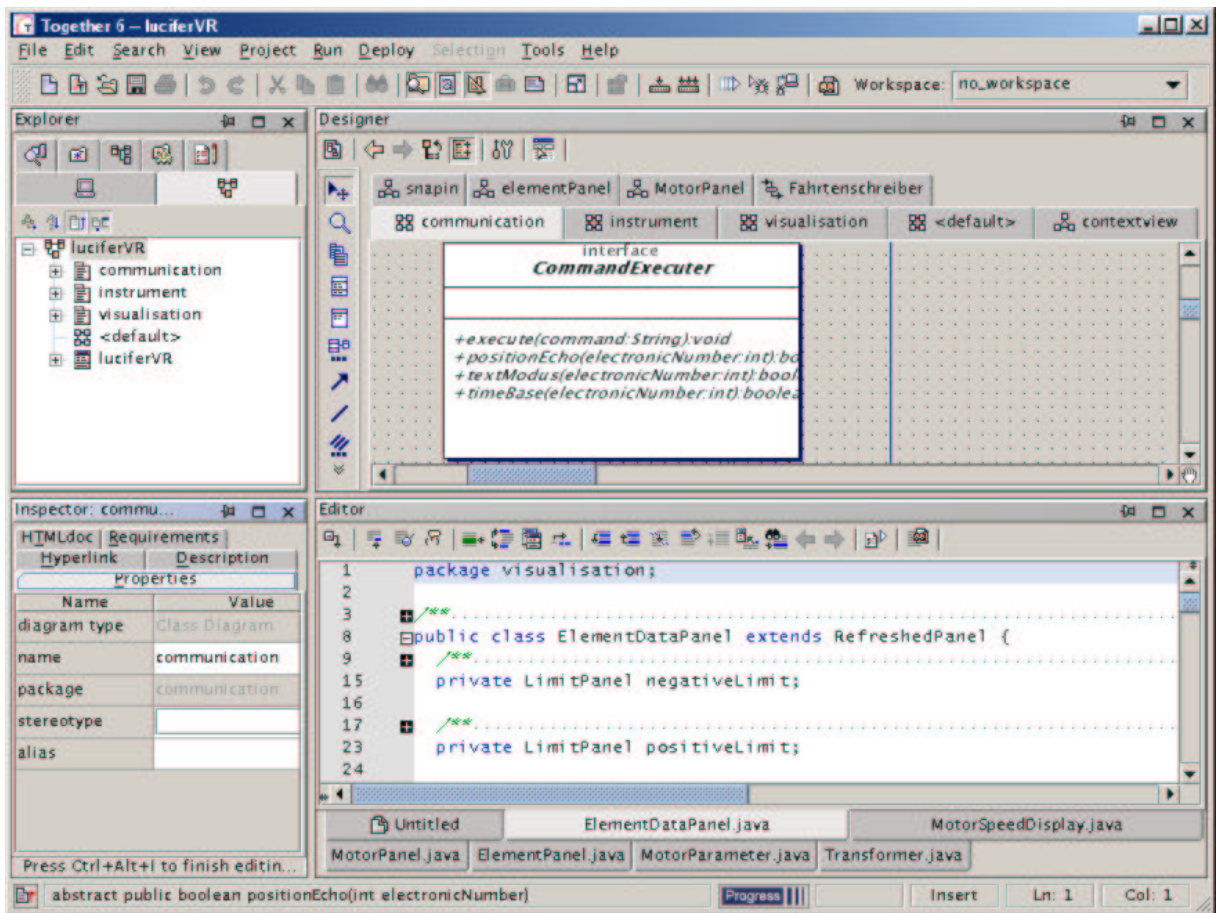 Together 6 – luciferVR
File Edit Search View Project Run Deploy Selection Tools Help
Workspace: no_workspace
Explorer
luciferVR
communication
instrument
visualisation
<default>
luciferVR
Designer
snapin elementPanel MotorPanel Fahrtenschreiber
communication instrument visualisation <default> contextview
interface
CommandExecuter
+execute(command:String):void
+positionEcho(electronicNumber:int):bo
+textModus(electronicNumber:int):bool
+timeBase(electronicNumber:int):boolea
Inspector: commu...
HTMLdoc Requirements
Hyperlink Description
Properties
Name Value
diagram type Class Diagram
name communication
package communication
stereotype
alias
Press Ctrl+Alt+I to finish editin...
Editor
1 package visualisation;
2
3 /**
8 public class ElementDataPanel extends RefreshedPanel {
9 /**
15 private LimitPanel negativeLimit;
16
17 /**
23 private LimitPanel positiveLimit;
24
Untitled ElementDataPanel.java MotorSpeedDisplay.java
MotorPanel.java ElementPanel.java MotorParameter.java Transformer.java
abstract public boolean positionEcho(int electronicNumber) Progress Insert Ln: 1 Col: 1